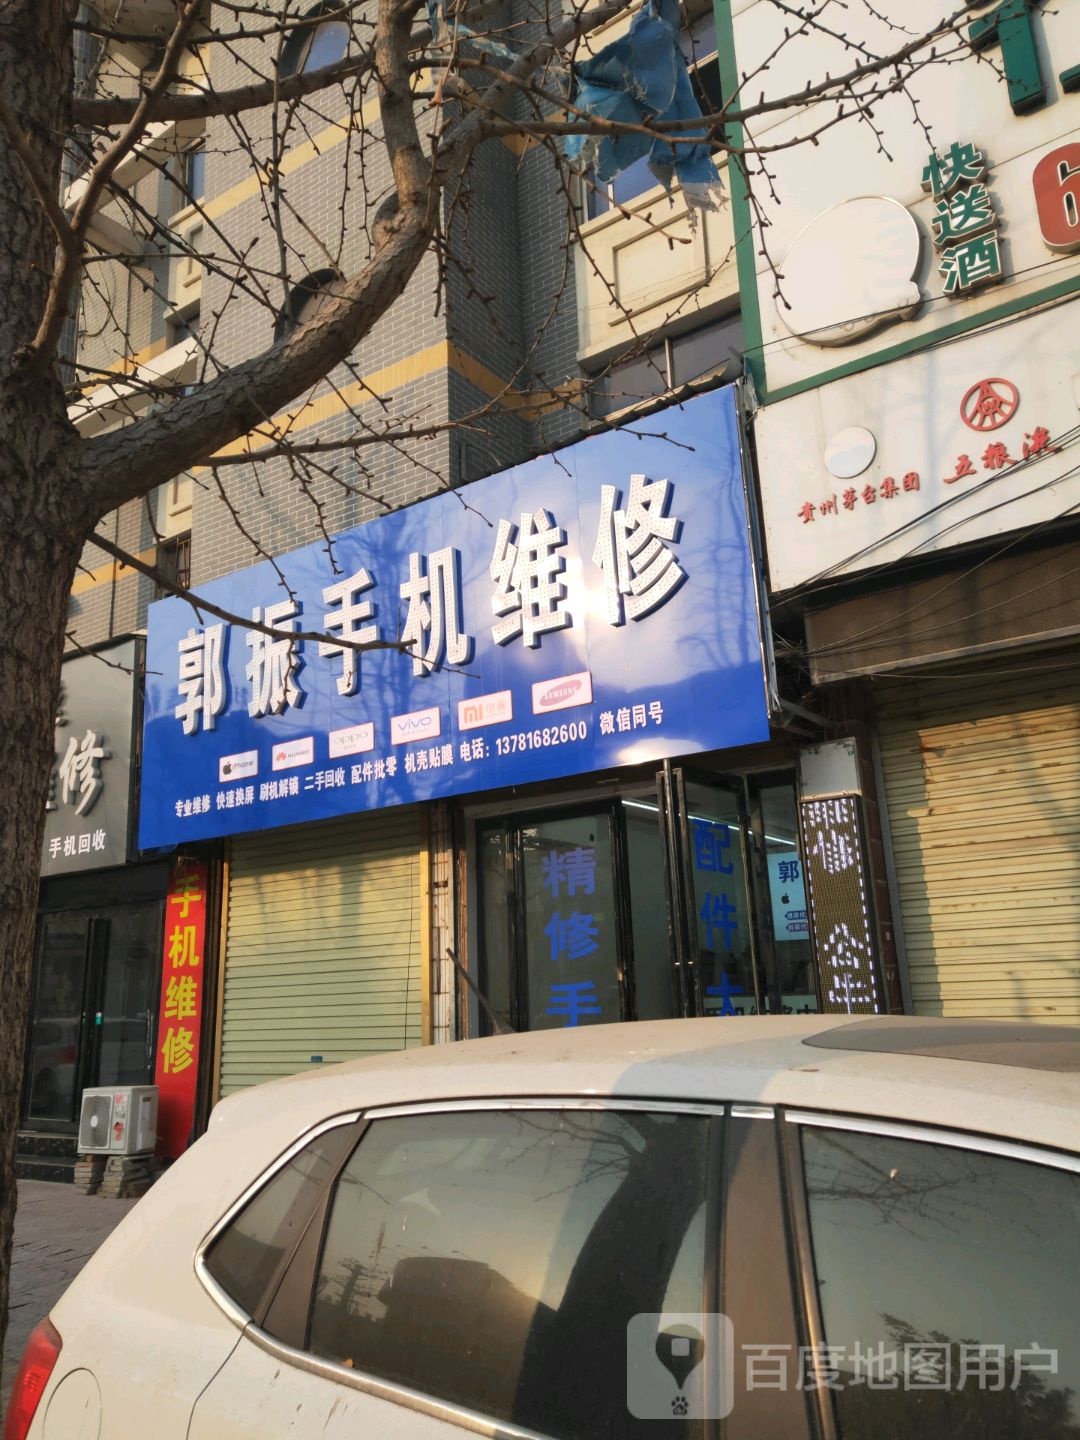 快送酒
6
贵州茅台集团
五粮液
郭振手机维修
iPhone HUAWEI oppo vivo 小米 SAMSUNG
专业维修 快速换屏 刷机解锁 二手回收 配件批零 机壳贴膜 电话：13781682600 微信同号
修
手机回收
手机维修
精修手
配件大
郭
百度地图用户